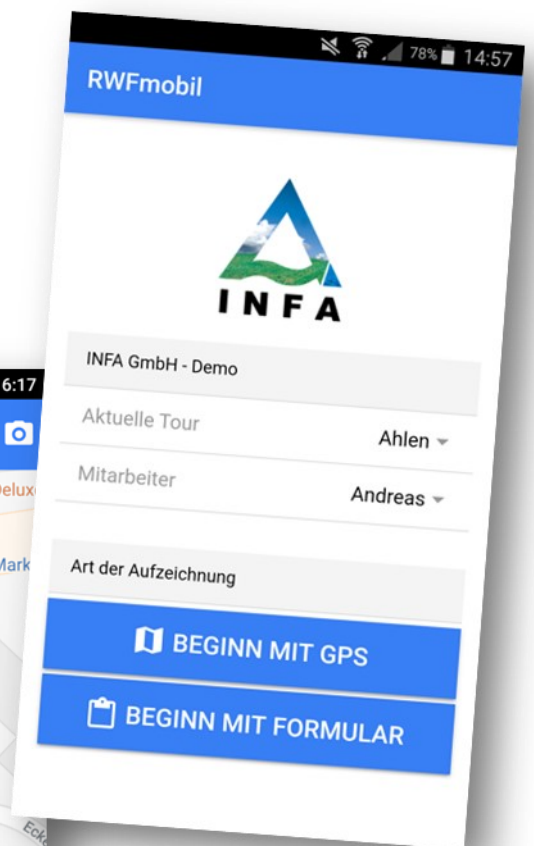 78% 14:57
RWFmobil
INFA
INFA GmbH - Demo
Aktuelle Tour Ahlen
Mitarbeiter Andreas
Art der Aufzeichnung
BEGINN MIT GPS
BEGINN MIT FORMULAR
6:17